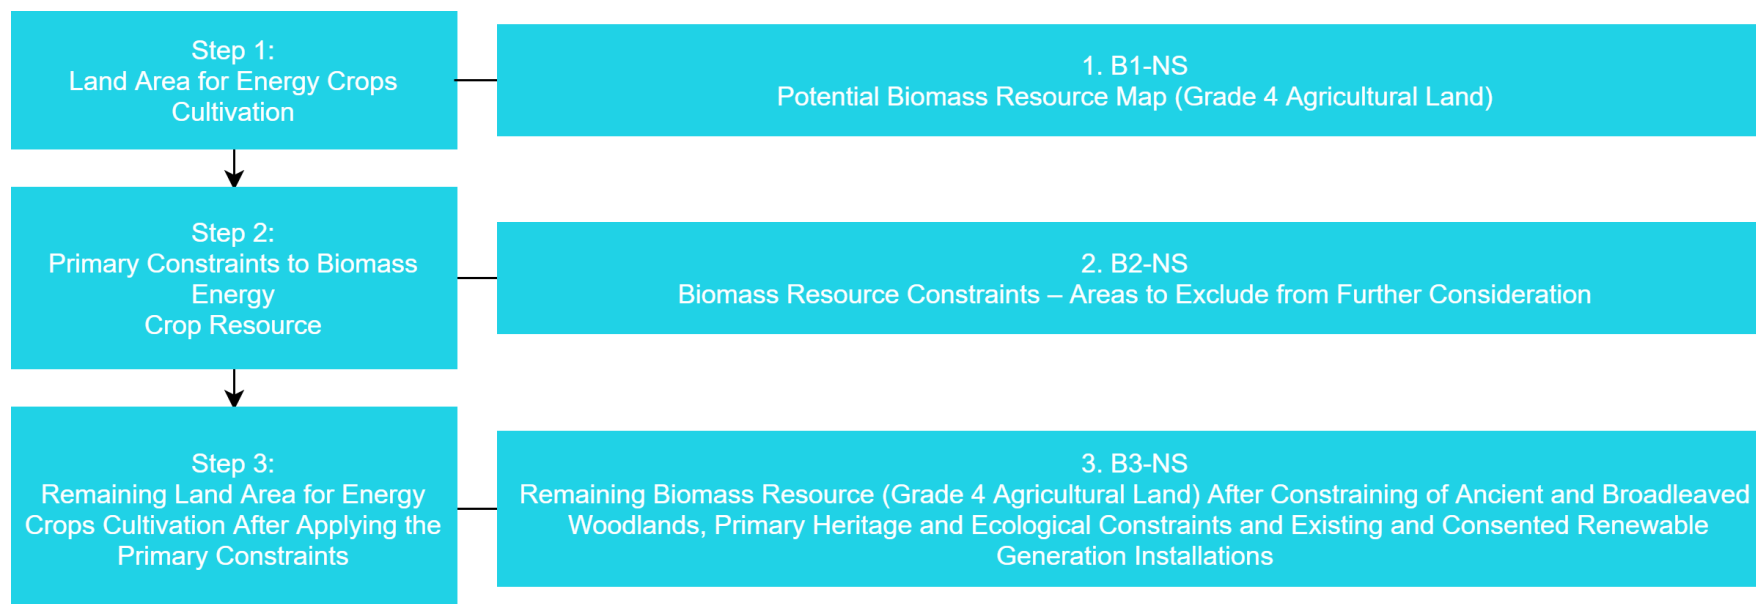 Step 1:
Land Area for Energy Crops
Cultivation
1. B1-NS
Potential Biomass Resource Map (Grade 4 Agricultural Land)
Step 2:
Primary Constraints to Biomass
Energy
Crop Resource
2. B2-NS
Biomass Resource Constraints – Areas to Exclude from Further Consideration
Step 3:
Remaining Land Area for Energy
Crops Cultivation After Applying the
Primary Constraints
3. B3-NS
Remaining Biomass Resource (Grade 4 Agricultural Land) After Constraining of Ancient and Broadleaved
Woodlands, Primary Heritage and Ecological Constraints and Existing and Consented Renewable
Generation Installations